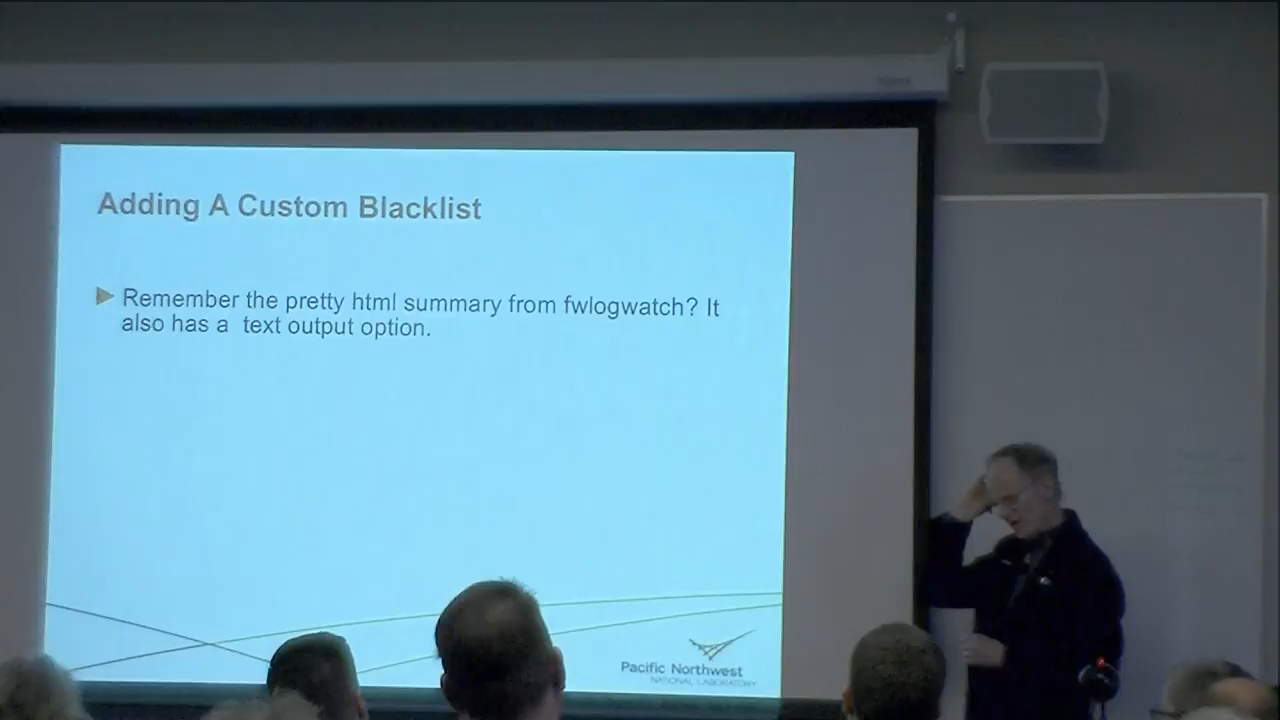 Adding A Custom Blacklist
Remember the pretty html summary from fwlogwatch? It
also has a text output option.
Pacific Northwest
NATIONAL LABORATORY